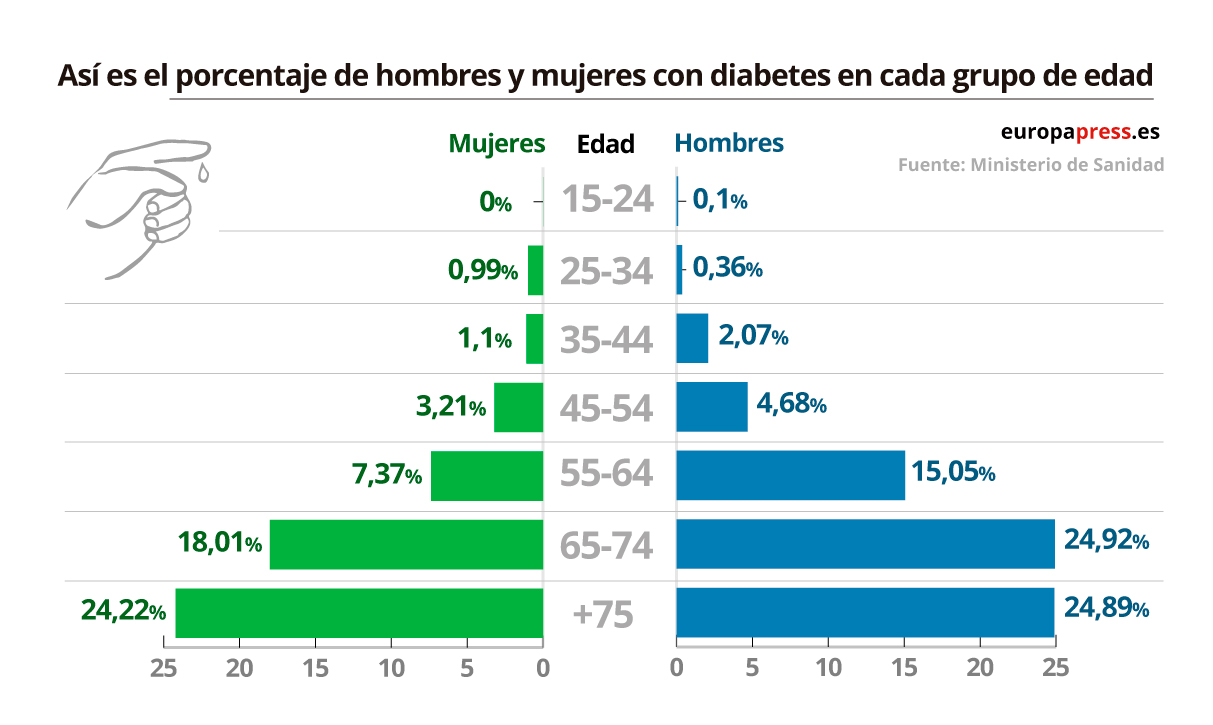 Así es el porcentaje de hombres y mujeres con diabetes en cada grupo de edad
europapress.es
Fuente: Ministerio de Sanidad
Mujeres Edad Hombres
0% 15-24 0,1%
0,99% 25-34 0,36%
1,1% 35-44 2,07%
3,21% 45-54 4,68%
7,37% 55-64 15,05%
18,01% 65-74 24,92%
24,22% +75 24,89%
25 20 15 10 5 0 0 5 10 15 20 25